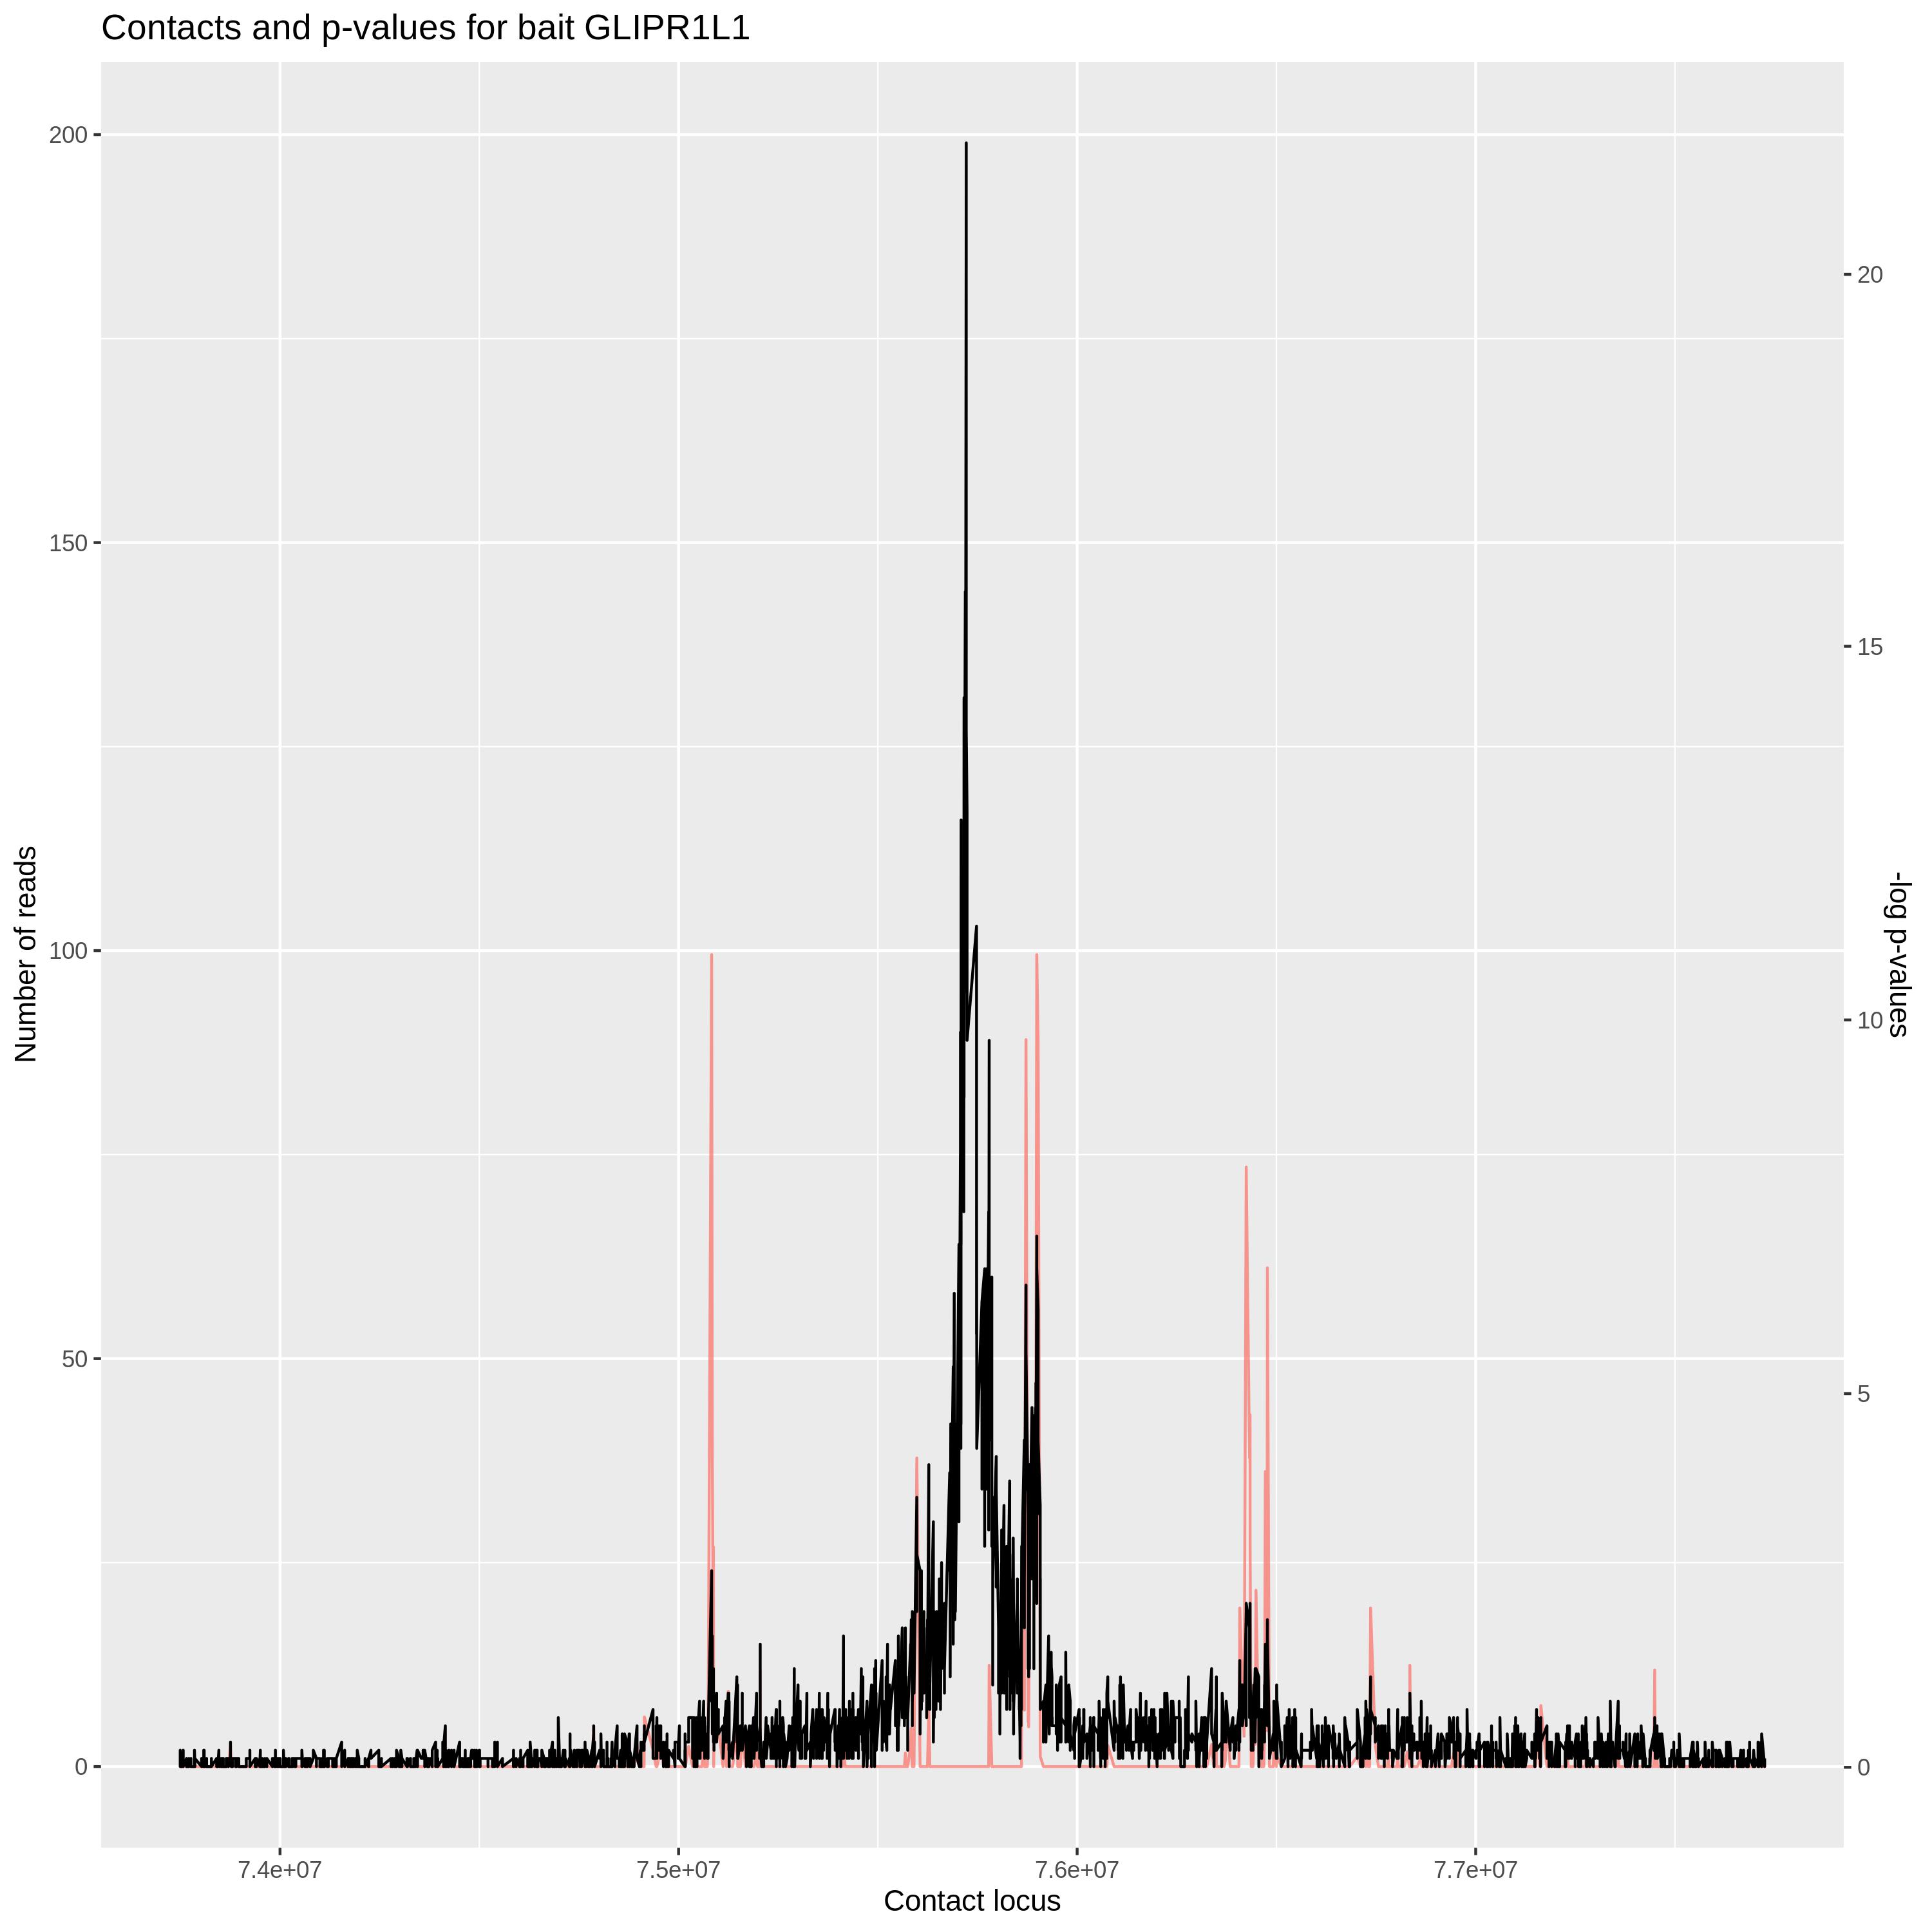 Contacts and p-values for bait GLIPR1L1
200
150
100
50
0
Number of reads
20
15
10
5
0
-log p-values
7.4e+07 7.5e+07 7.6e+07 7.7e+07
Contact locus